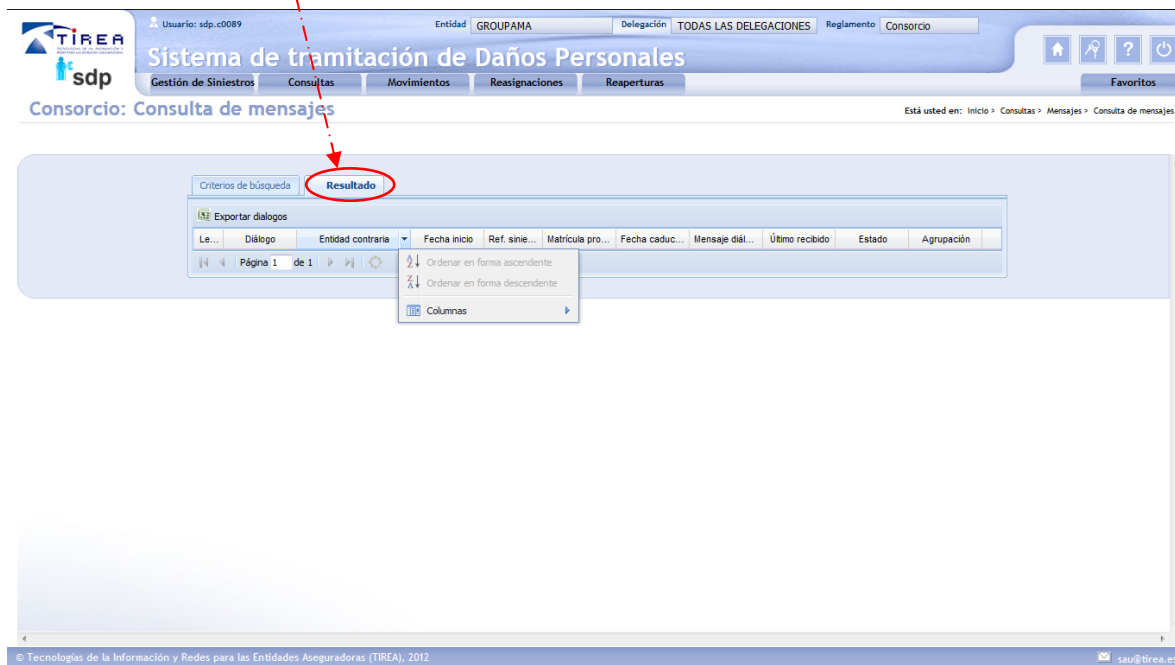 Usuario: sdp.c0089 Entidad GROUPAMA Delegación TODAS LAS DELEGACIONES Reglamento Consorcio
TIREA
Sistema de tramitación de Daños Personales
sdp
Gestión de Siniestros Consultas Movimientos Reasignaciones Reaperturas Favoritos
Consorcio: Consulta de mensajes
Está usted en: Inicio > Consultas > Mensajes > Consulta de mensajes
Criterios de búsqueda Resultado
Exportar dialogos
Le... Diálogo Entidad contraria Fecha inicio Ref. sinie... Matrícula pro... Fecha caduc... Mensaje diál... Último recibido Estado Agrupación
Página 1 de 1
Ordenar en forma ascendente
Ordenar en forma descendente
Columnas
© Tecnologías de la Información y Redes para las Entidades Aseguradoras (TIREA), 2012 sau@tirea.es